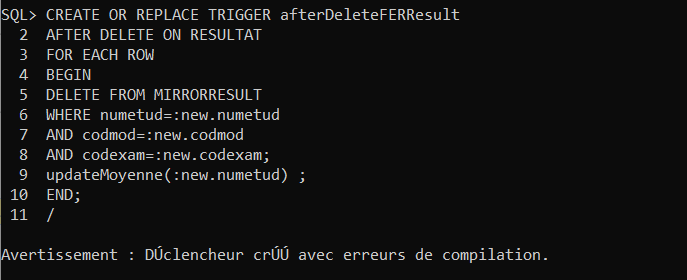 SQL> CREATE OR REPLACE TRIGGER afterDeleteFERResult
2 AFTER DELETE ON RESULTAT
3 FOR EACH ROW
4 BEGIN
5 DELETE FROM MIRRORRESULT
6 WHERE numetud=:new.numetud
7 AND codmod=:new.codmod
8 AND codexam=:new.codexam;
9 updateMoyenne(:new.numetud) ;
10 END;
11 /
Avertissement : DÚclencheur crÚÚ avec erreurs de compilation.